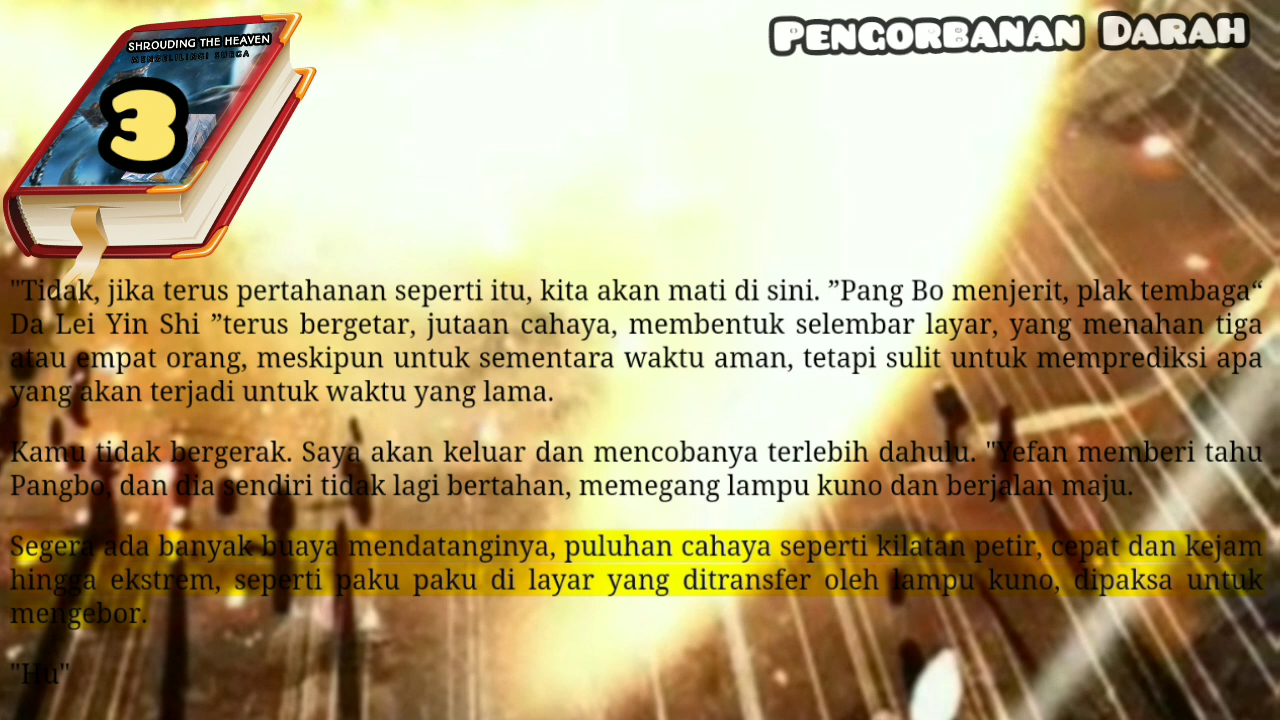 SHROUDING THE HEAVEN
MENGELILINGI SURGA
3
PENGORBANAN DARAH
"Tidak, jika terus pertahanan seperti itu, kita akan mati di sini. ”Pang Bo menjerit, plak tembaga“
Da Lei Yin Shi ”terus bergetar, jutaan cahaya, membentuk selembar layar, yang menahan tiga
atau empat orang, meskipun untuk sementara waktu aman, tetapi sulit untuk memprediksi apa
yang akan terjadi untuk waktu yang lama.
Kamu tidak bergerak. Saya akan keluar dan mencobanya terlebih dahulu. "Yefan memberi tahu
Pangbo, dan dia sendiri tidak lagi bertahan, memegang lampu kuno dan berjalan maju.
Segera ada banyak buaya mendatanginya, puluhan cahaya seperti kilatan petir, cepat dan kejam
hingga ekstrem, seperti paku paku di layar yang ditransfer oleh lampu kuno, dipaksa untuk
mengebor.
"Hu"